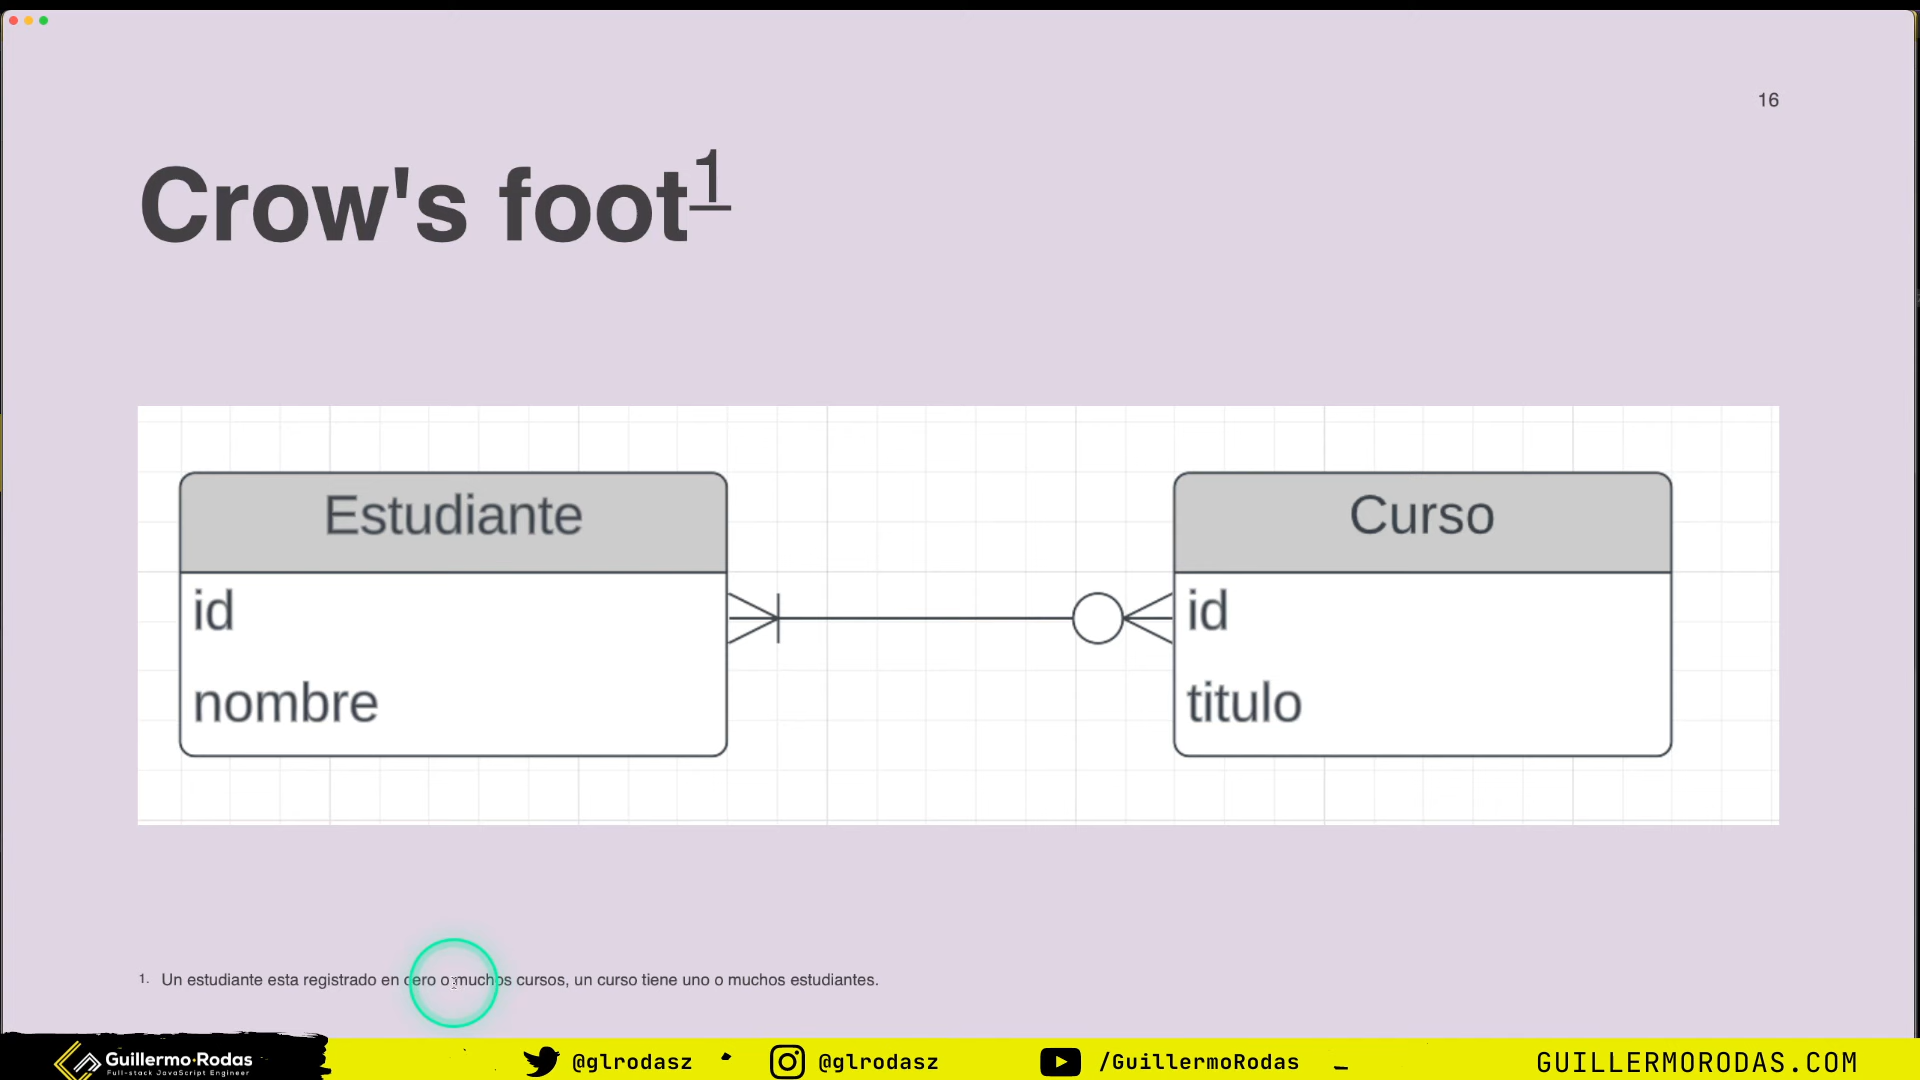 16
Crow's foot1
Estudiante
id
nombre
Curso
id
titulo
1. Un estudiante esta registrado en cero o muchos cursos, un curso tiene uno o muchos estudiantes.
Guillermo·Rodas
Full-stack JavaScript Engineer
@glrodasz
@glrodasz
/GuillermoRodas
GUILLERMORODAS.COM